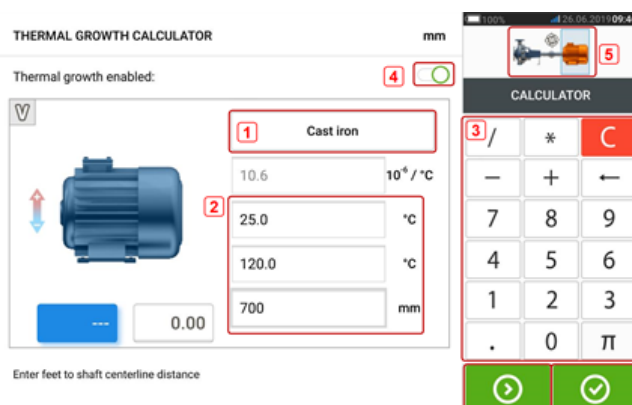 THERMAL GROWTH CALCULATOR
mm
Thermal growth enabled:
4
V
1
Cast iron
10.6
10⁻⁶ / °C
2
25.0
°C
120.0
°C
700
mm
---
0.00
Enter feet to shaft centerline distance
100%
26.06.2019 09:4
5
CALCULATOR
3
/ * C
− + ←
7 8 9
4 5 6
1 2 3
. 0 π